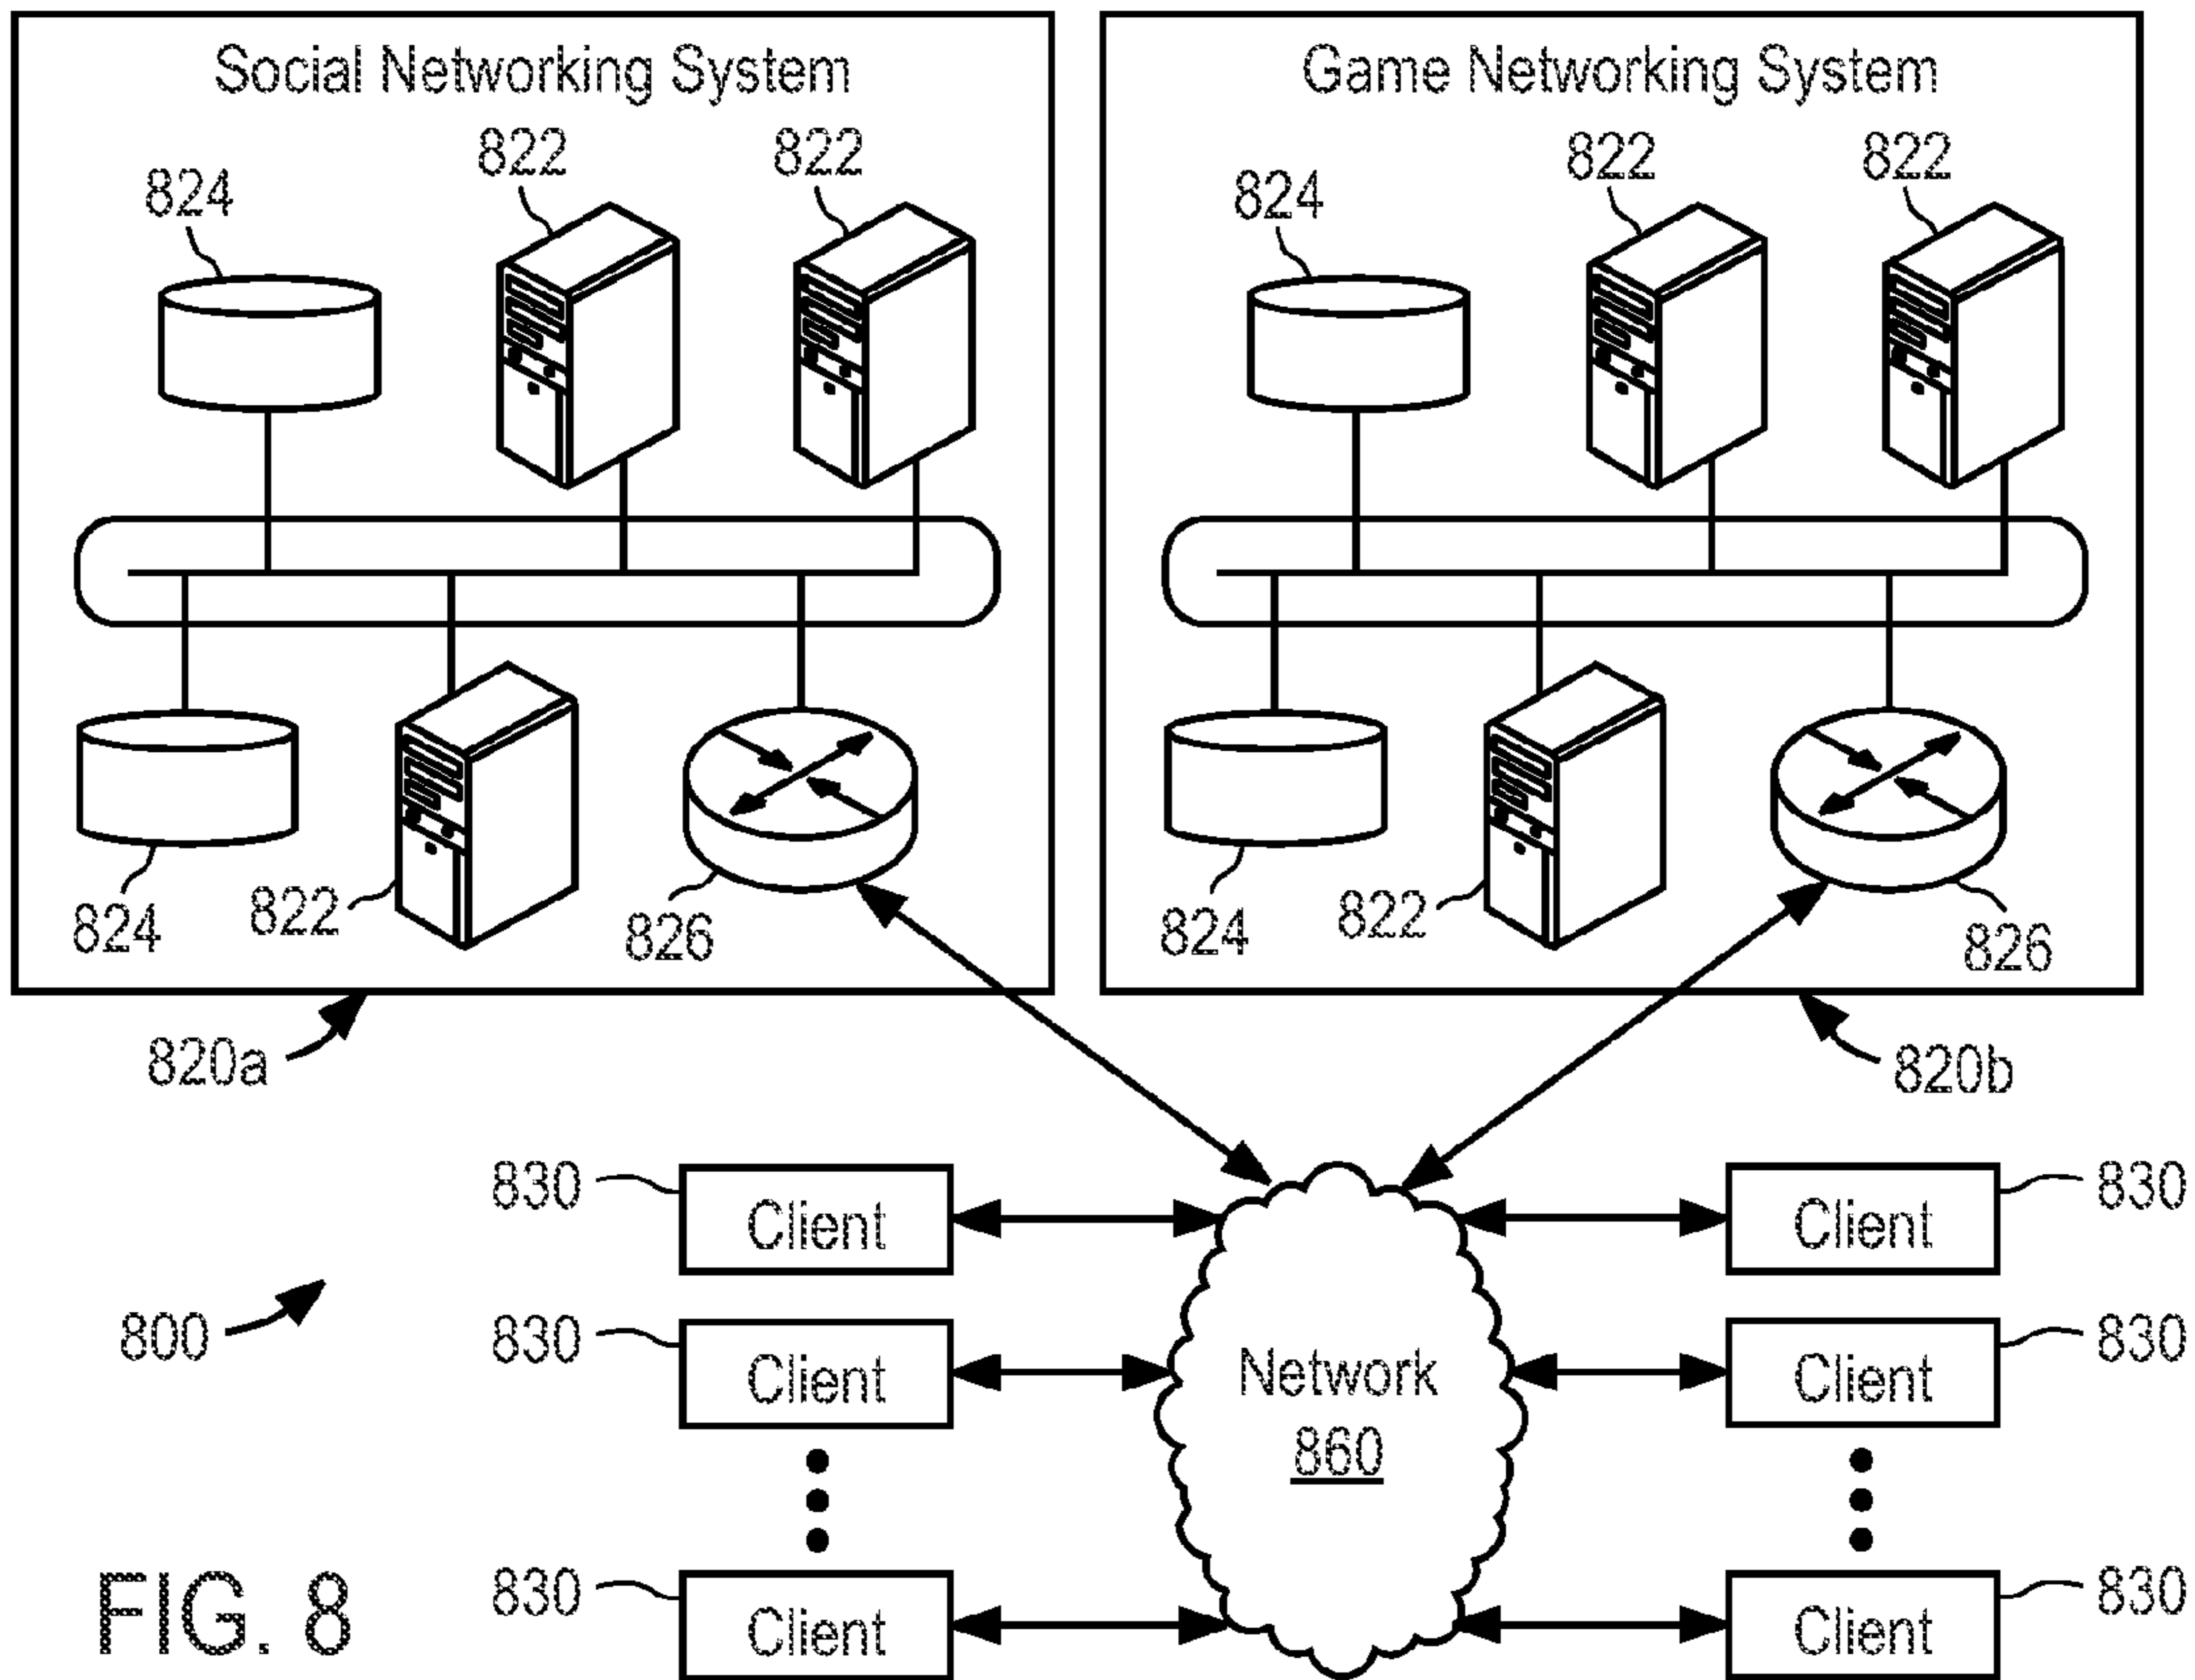 Social Networking System
Game Networking System
822
822
822
822
824
824
824
822
826
824
822
826
820a
820b
830
Client
Client
830
800
830
Client
Network
860
Client
830
FIG. 8
830
Client
Client
830